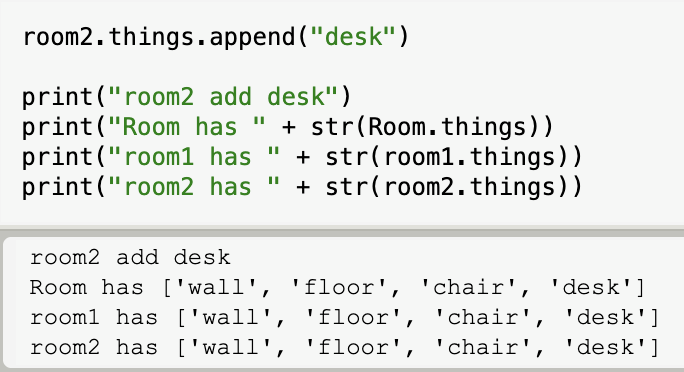 room2.things.append("desk")
print("room2 add desk")
print("Room has " + str(Room.things))
print("room1 has " + str(room1.things))
print("room2 has " + str(room2.things))
room2 add desk
Room has ['wall', 'floor', 'chair', 'desk']
room1 has ['wall', 'floor', 'chair', 'desk']
room2 has ['wall', 'floor', 'chair', 'desk']